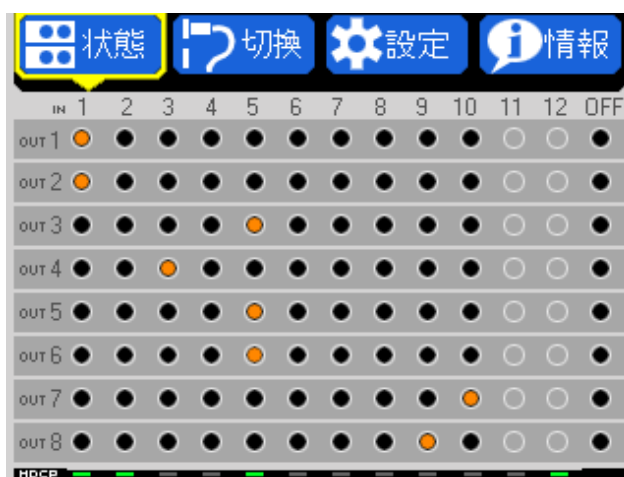 状態 切換 設定 i 情報
IN 1 2 3 4 5 6 7 8 9 10 11 12 OFF
OUT 1
OUT 2
OUT 3
OUT 4
OUT 5
OUT 6
OUT 7
OUT 8
HDCP